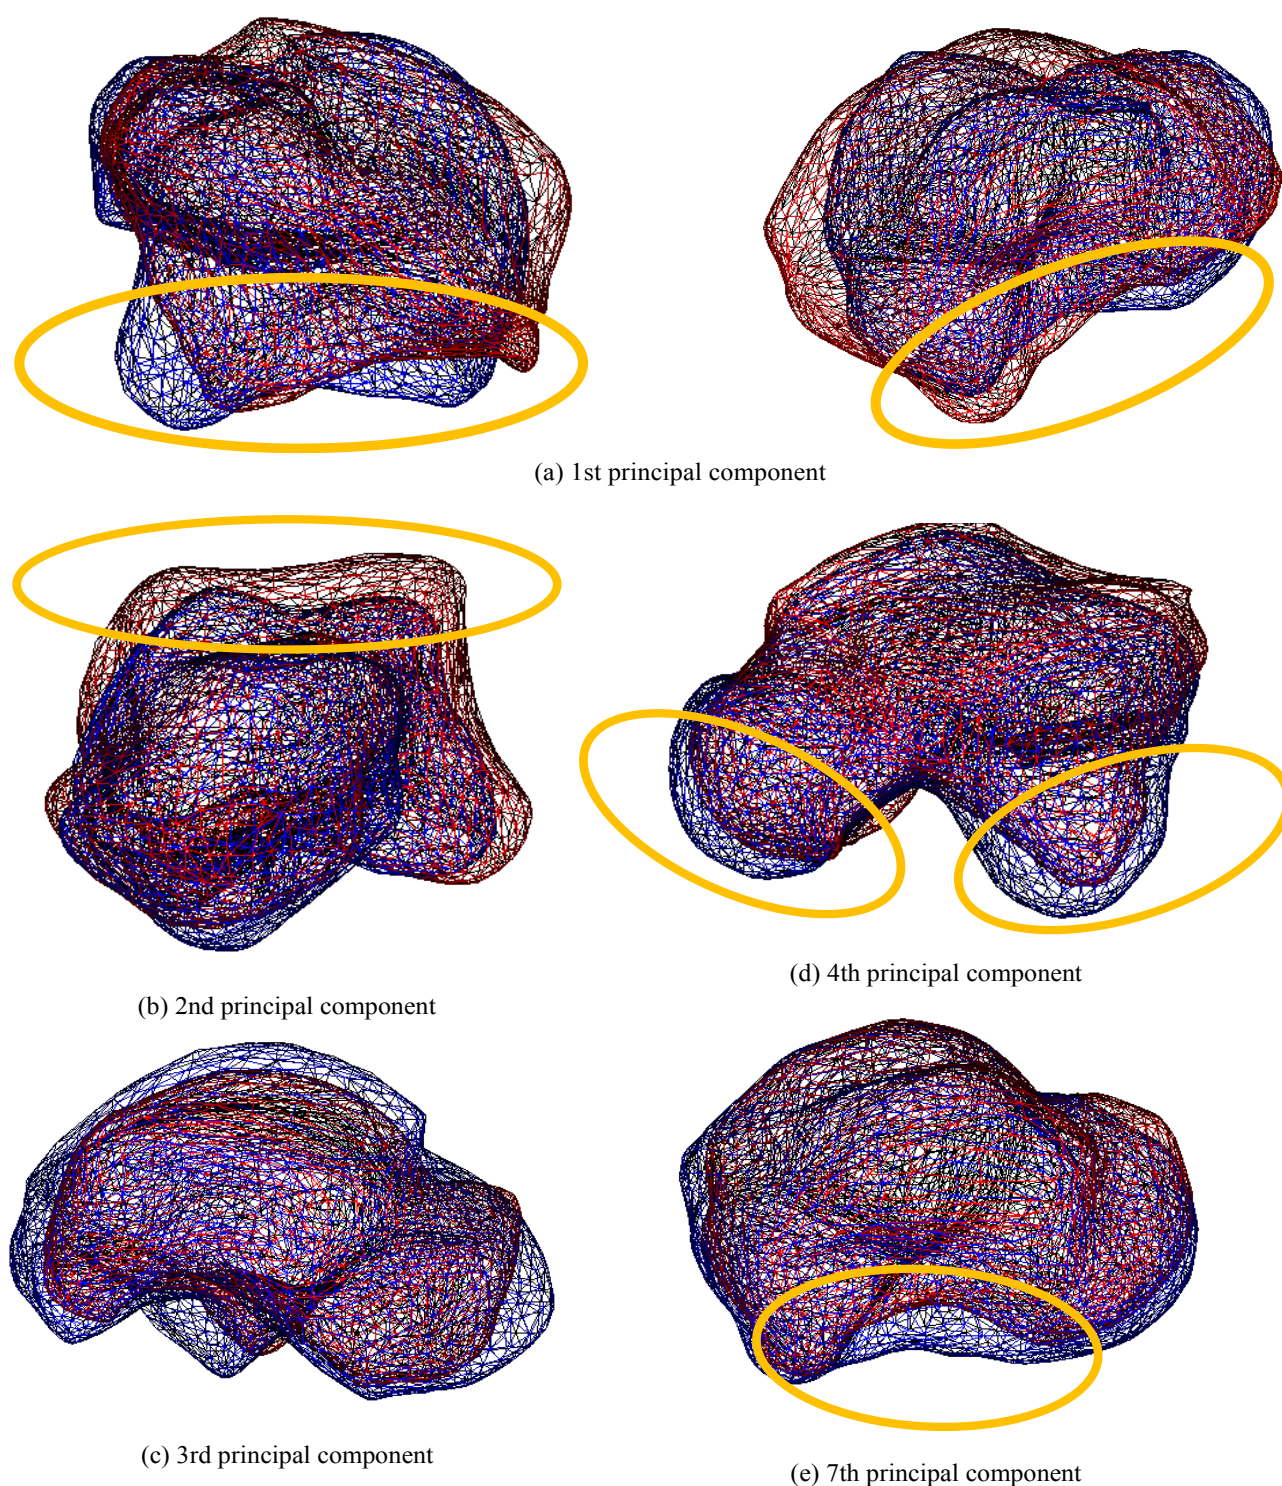 (a) 1st principal component
(b) 2nd principal component
(d) 4th principal component
(c) 3rd principal component
(e) 7th principal component